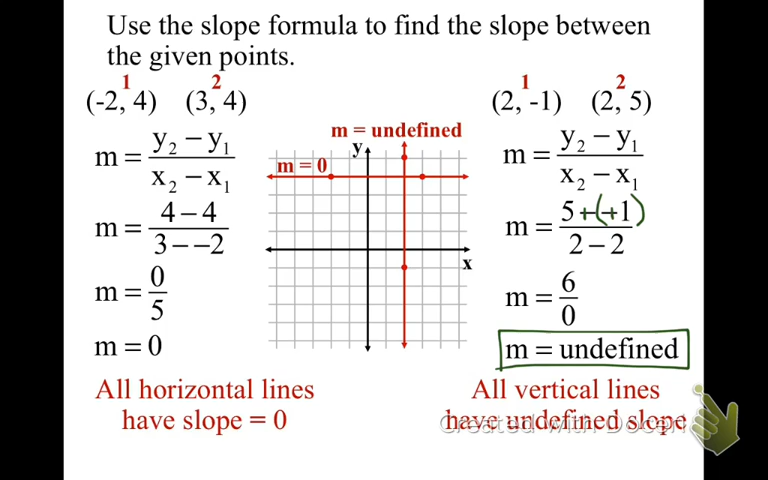 Use the slope formula to find the slope between
the given points.
1 2
(-2, 4) (3, 4)
m = y₂ − y₁
x₂ − x₁
m = 4 − 4
3 − −2
m = 0
5
m = 0
All horizontal lines
have slope = 0
m = undefined
y
m = 0
x
1 2
(2, -1) (2, 5)
m = y₂ − y₁
x₂ − x₁
m = 5+(+1)
2 − 2
m = 6
0
m = undefined
All vertical lines
have undefined slope
Created with Doceri